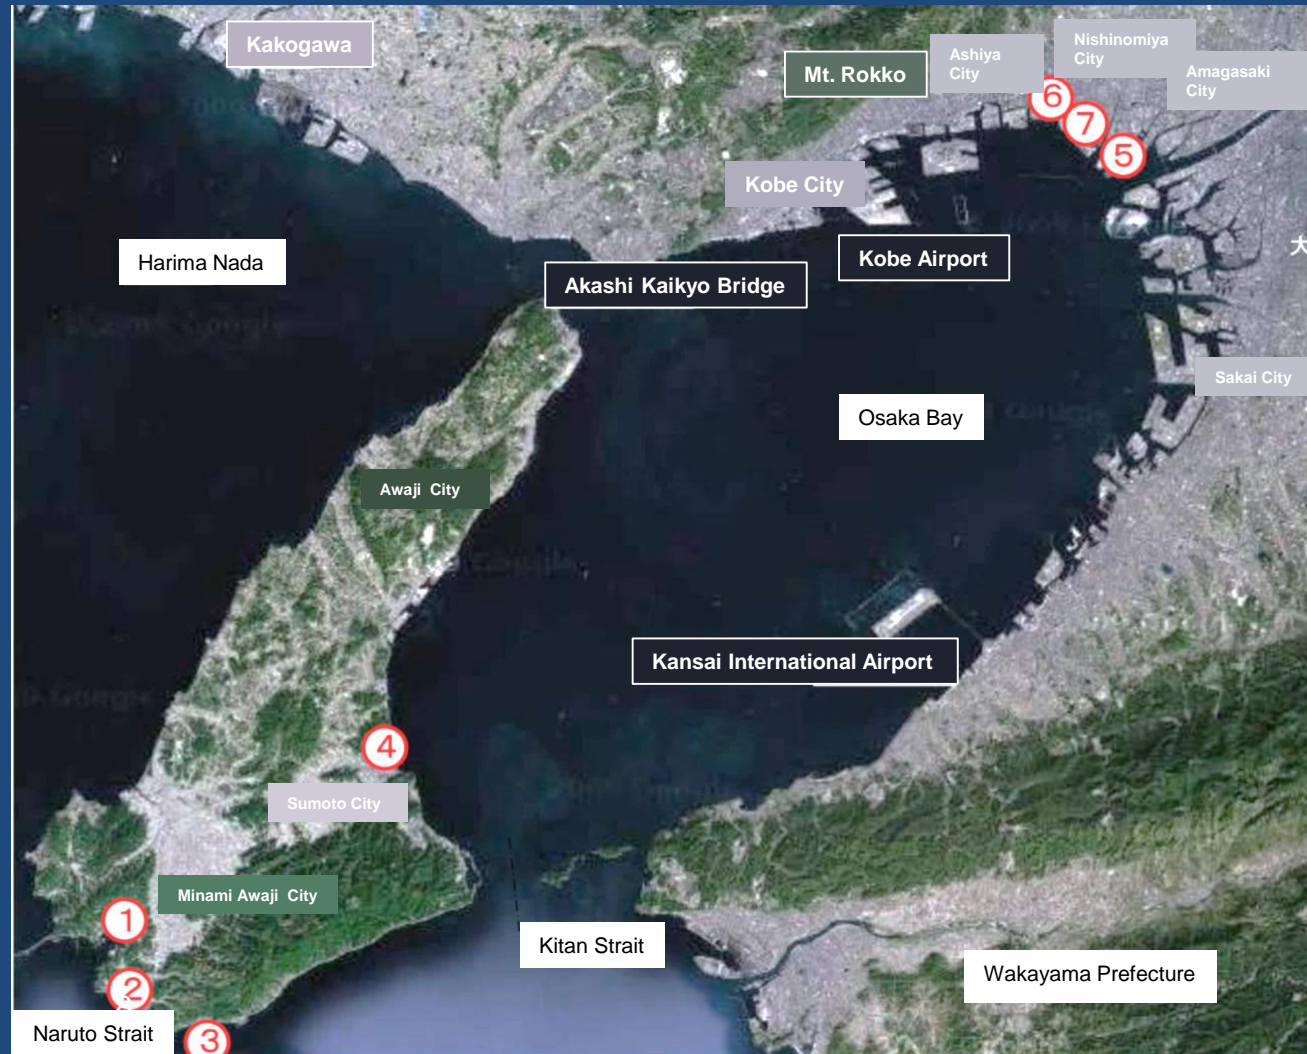 Kakogawa
Mt. Rokko
Ashiya
City
Nishinomiya
City
Amagasaki
City
⑥
⑦
⑤
Kobe City
Harima Nada
Kobe Airport
大
Akashi Kaikyo Bridge
Sakai City
Osaka Bay
Awaji City
Kansai International Airport
④
Sumoto City
Minami Awaji City
①
Kitan Strait
Wakayama Prefecture
②
Naruto Strait
③